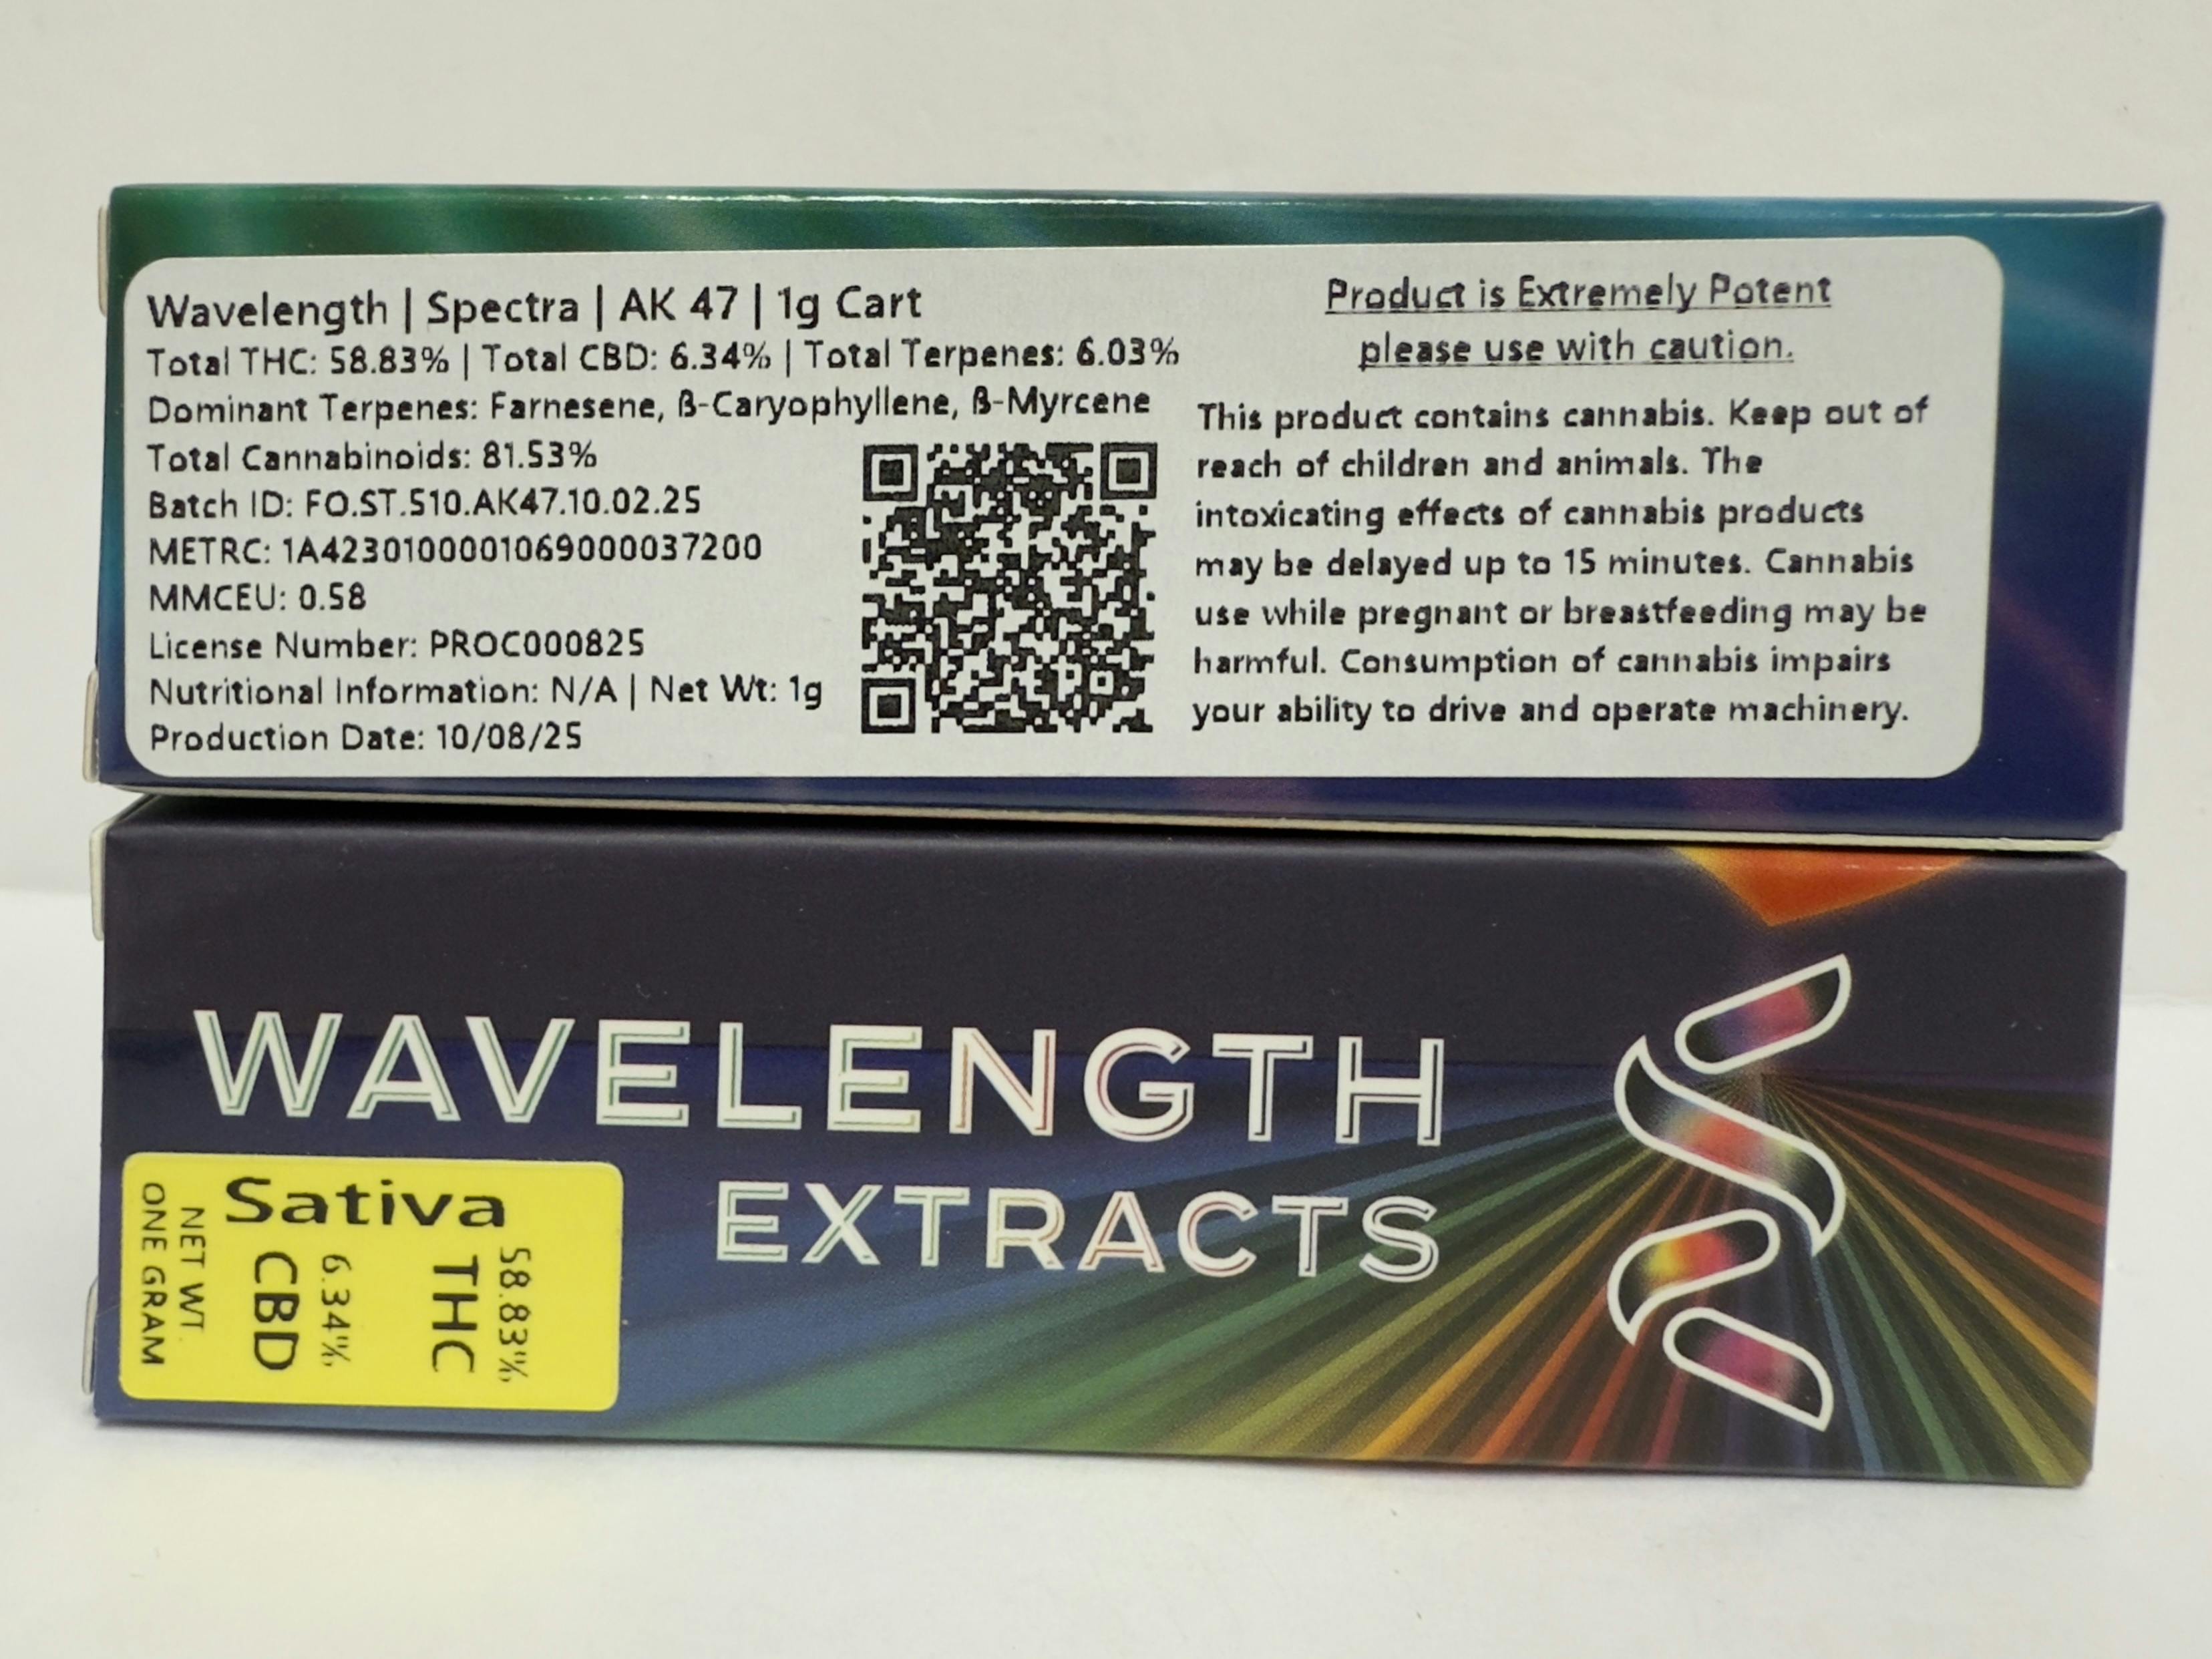 Wavelength | Spectra | AK 47 | 1g Cart
Total THC: 58.83% | Total CBD: 6.34% | Total Terpenes: 6.03%
Dominant Terpenes: Farnesene, ß-Caryophyllene, ß-Myrcene
Total Cannabinoids: 81.53%
Batch ID: FO.ST.510.AK47.10.02.25
METRC: 1A4230100001069000037200
MMCEU: 0.58
License Number: PROC000825
Nutritional Information: N/A | Net Wt: 1g
Production Date: 10/08/25
Product is Extremely Potent
please use with caution.
This product contains cannabis. Keep out of
reach of children and animals. The
intoxicating effects of cannabis products
may be delayed up to 15 minutes. Cannabis
use while pregnant or breastfeeding may be
harmful. Consumption of cannabis impairs
your ability to drive and operate machinery.
WAVELENGTH
EXTRACTS
Sativa
58.83%
THC
6.34%
CBD
NET WT.
ONE GRAM